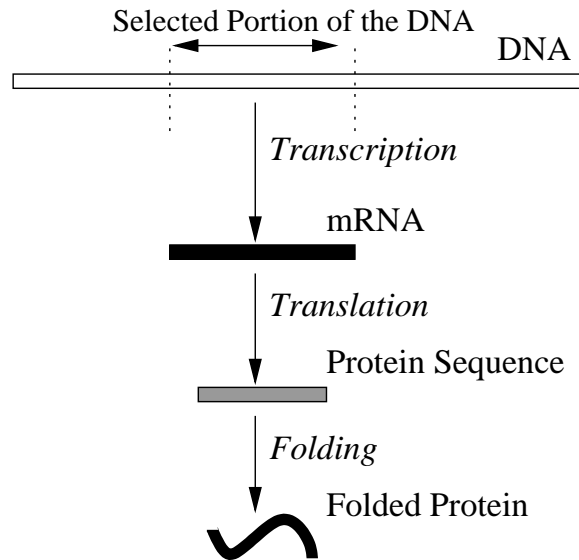 Selected Portion of the DNA
DNA
Transcription
mRNA
Translation
Protein Sequence
Folding
Folded Protein